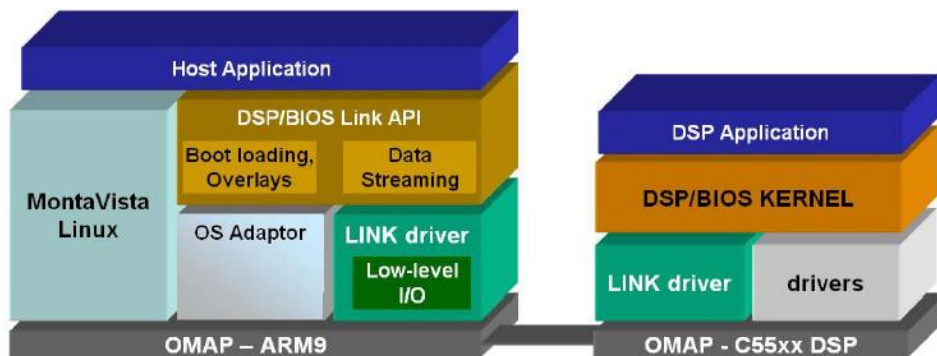 Host Application
DSP/BIOS Link API
Boot loading,
Overlays
Data
Streaming
MontaVista
Linux
OS Adaptor
LINK driver
Low-level
I/O
OMAP – ARM9
DSP Application
DSP/BIOS KERNEL
LINK driver
drivers
OMAP - C55xx DSP